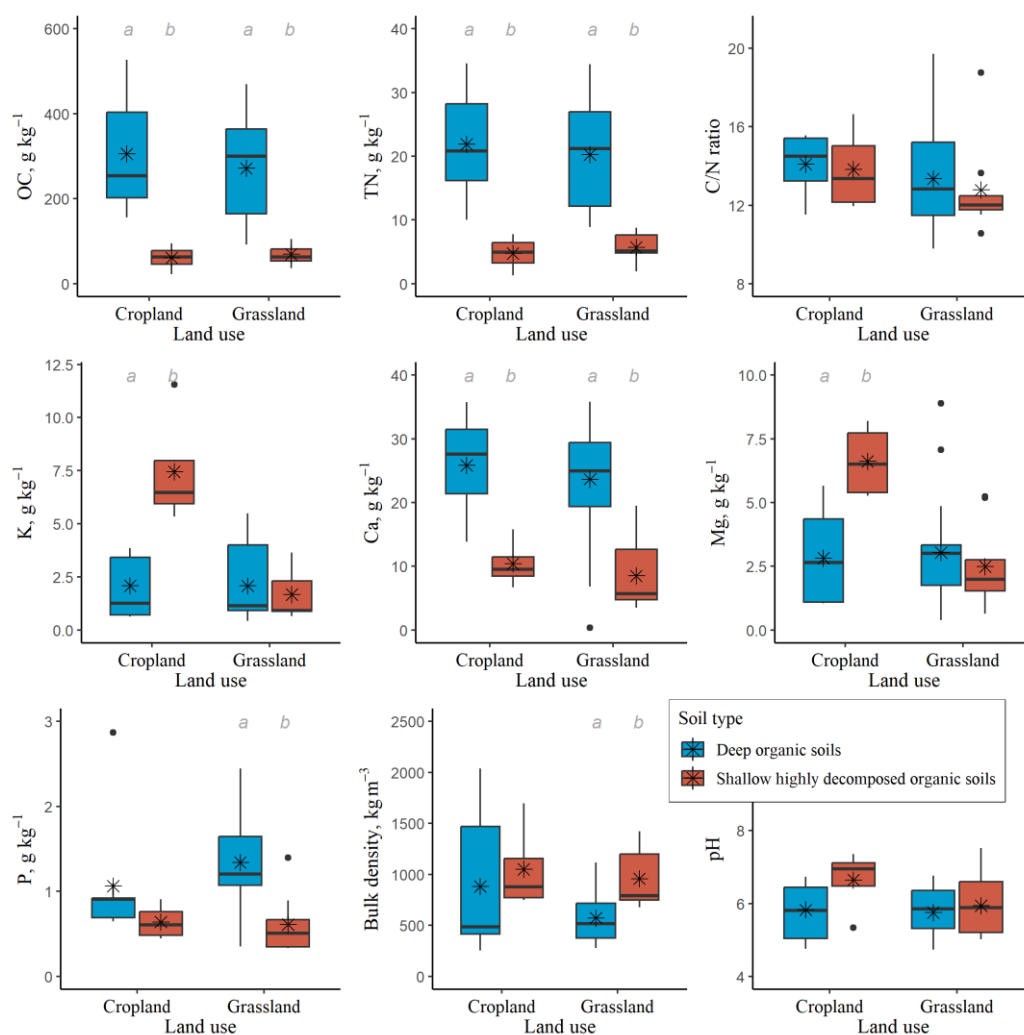 600
400
200
0
OC, g kg⁻¹
a b a b
Cropland Grassland
Land use
40
30
20
10
0
TN, g kg⁻¹
a b a b
Cropland Grassland
Land use
20
16
12
8
C/N ratio
Cropland Grassland
Land use
12.5
10.0
7.5
5.0
2.5
0.0
K, g kg⁻¹
a b
Cropland Grassland
Land use
40
30
20
10
0
Ca, g kg⁻¹
a b a b
Cropland Grassland
Land use
10.0
7.5
5.0
2.5
0.0
Mg, g kg⁻¹
a b
Cropland Grassland
Land use
3
2
1
0
P, g kg⁻¹
a b
Cropland Grassland
Land use
2500
2000
1500
1000
500
0
Bulk density, kg m⁻³
a b
Cropland Grassland
Land use
Soil type
Deep organic soils
Shallow highly decomposed organic soils
8
6
4
pH
Cropland Grassland
Land use